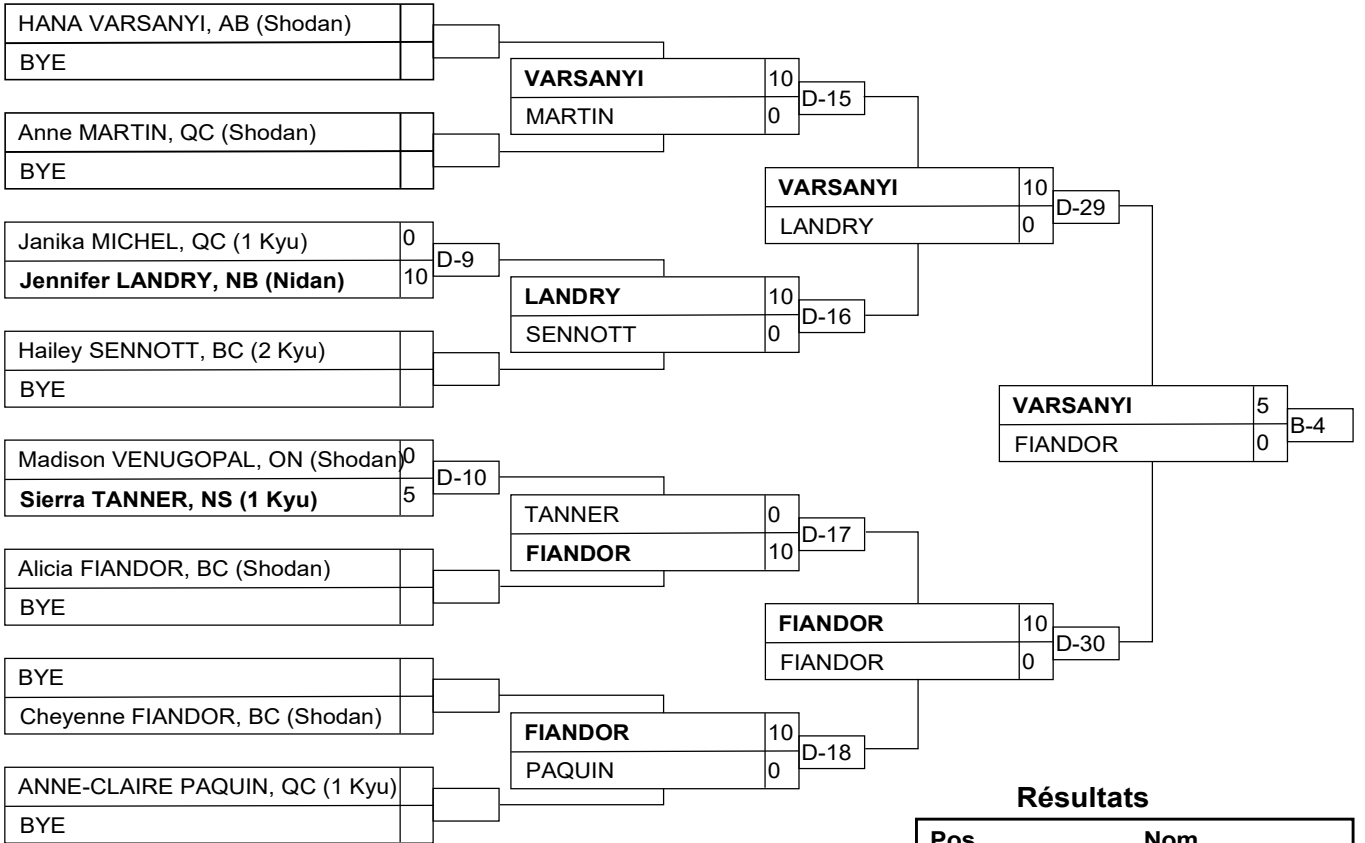 HANA VARSANYI, AB (Shodan)
BYE
Anne MARTIN, QC (Shodan)
BYE
Janika MICHEL, QC (1 Kyu) 0
Jennifer LANDRY, NB (Nidan) 10
D-9
Hailey SENNOTT, BC (2 Kyu)
BYE
Madison VENUGOPAL, ON (Shodan) 0
Sierra TANNER, NS (1 Kyu) 5
D-10
Alicia FIANDOR, BC (Shodan)
BYE
BYE
Cheyenne FIANDOR, BC (Shodan)
ANNE-CLAIRE PAQUIN, QC (1 Kyu)
BYE
VARSANYI 10
MARTIN 0
D-15
LANDRY 10
SENNOTT 0
D-16
TANNER 0
FIANDOR 10
D-17
FIANDOR 10
PAQUIN 0
D-18
VARSANYI 10
LANDRY 0
D-29
FIANDOR 10
FIANDOR 0
D-30
VARSANYI 5
FIANDOR 0
B-4
Résultats
Pos Nom